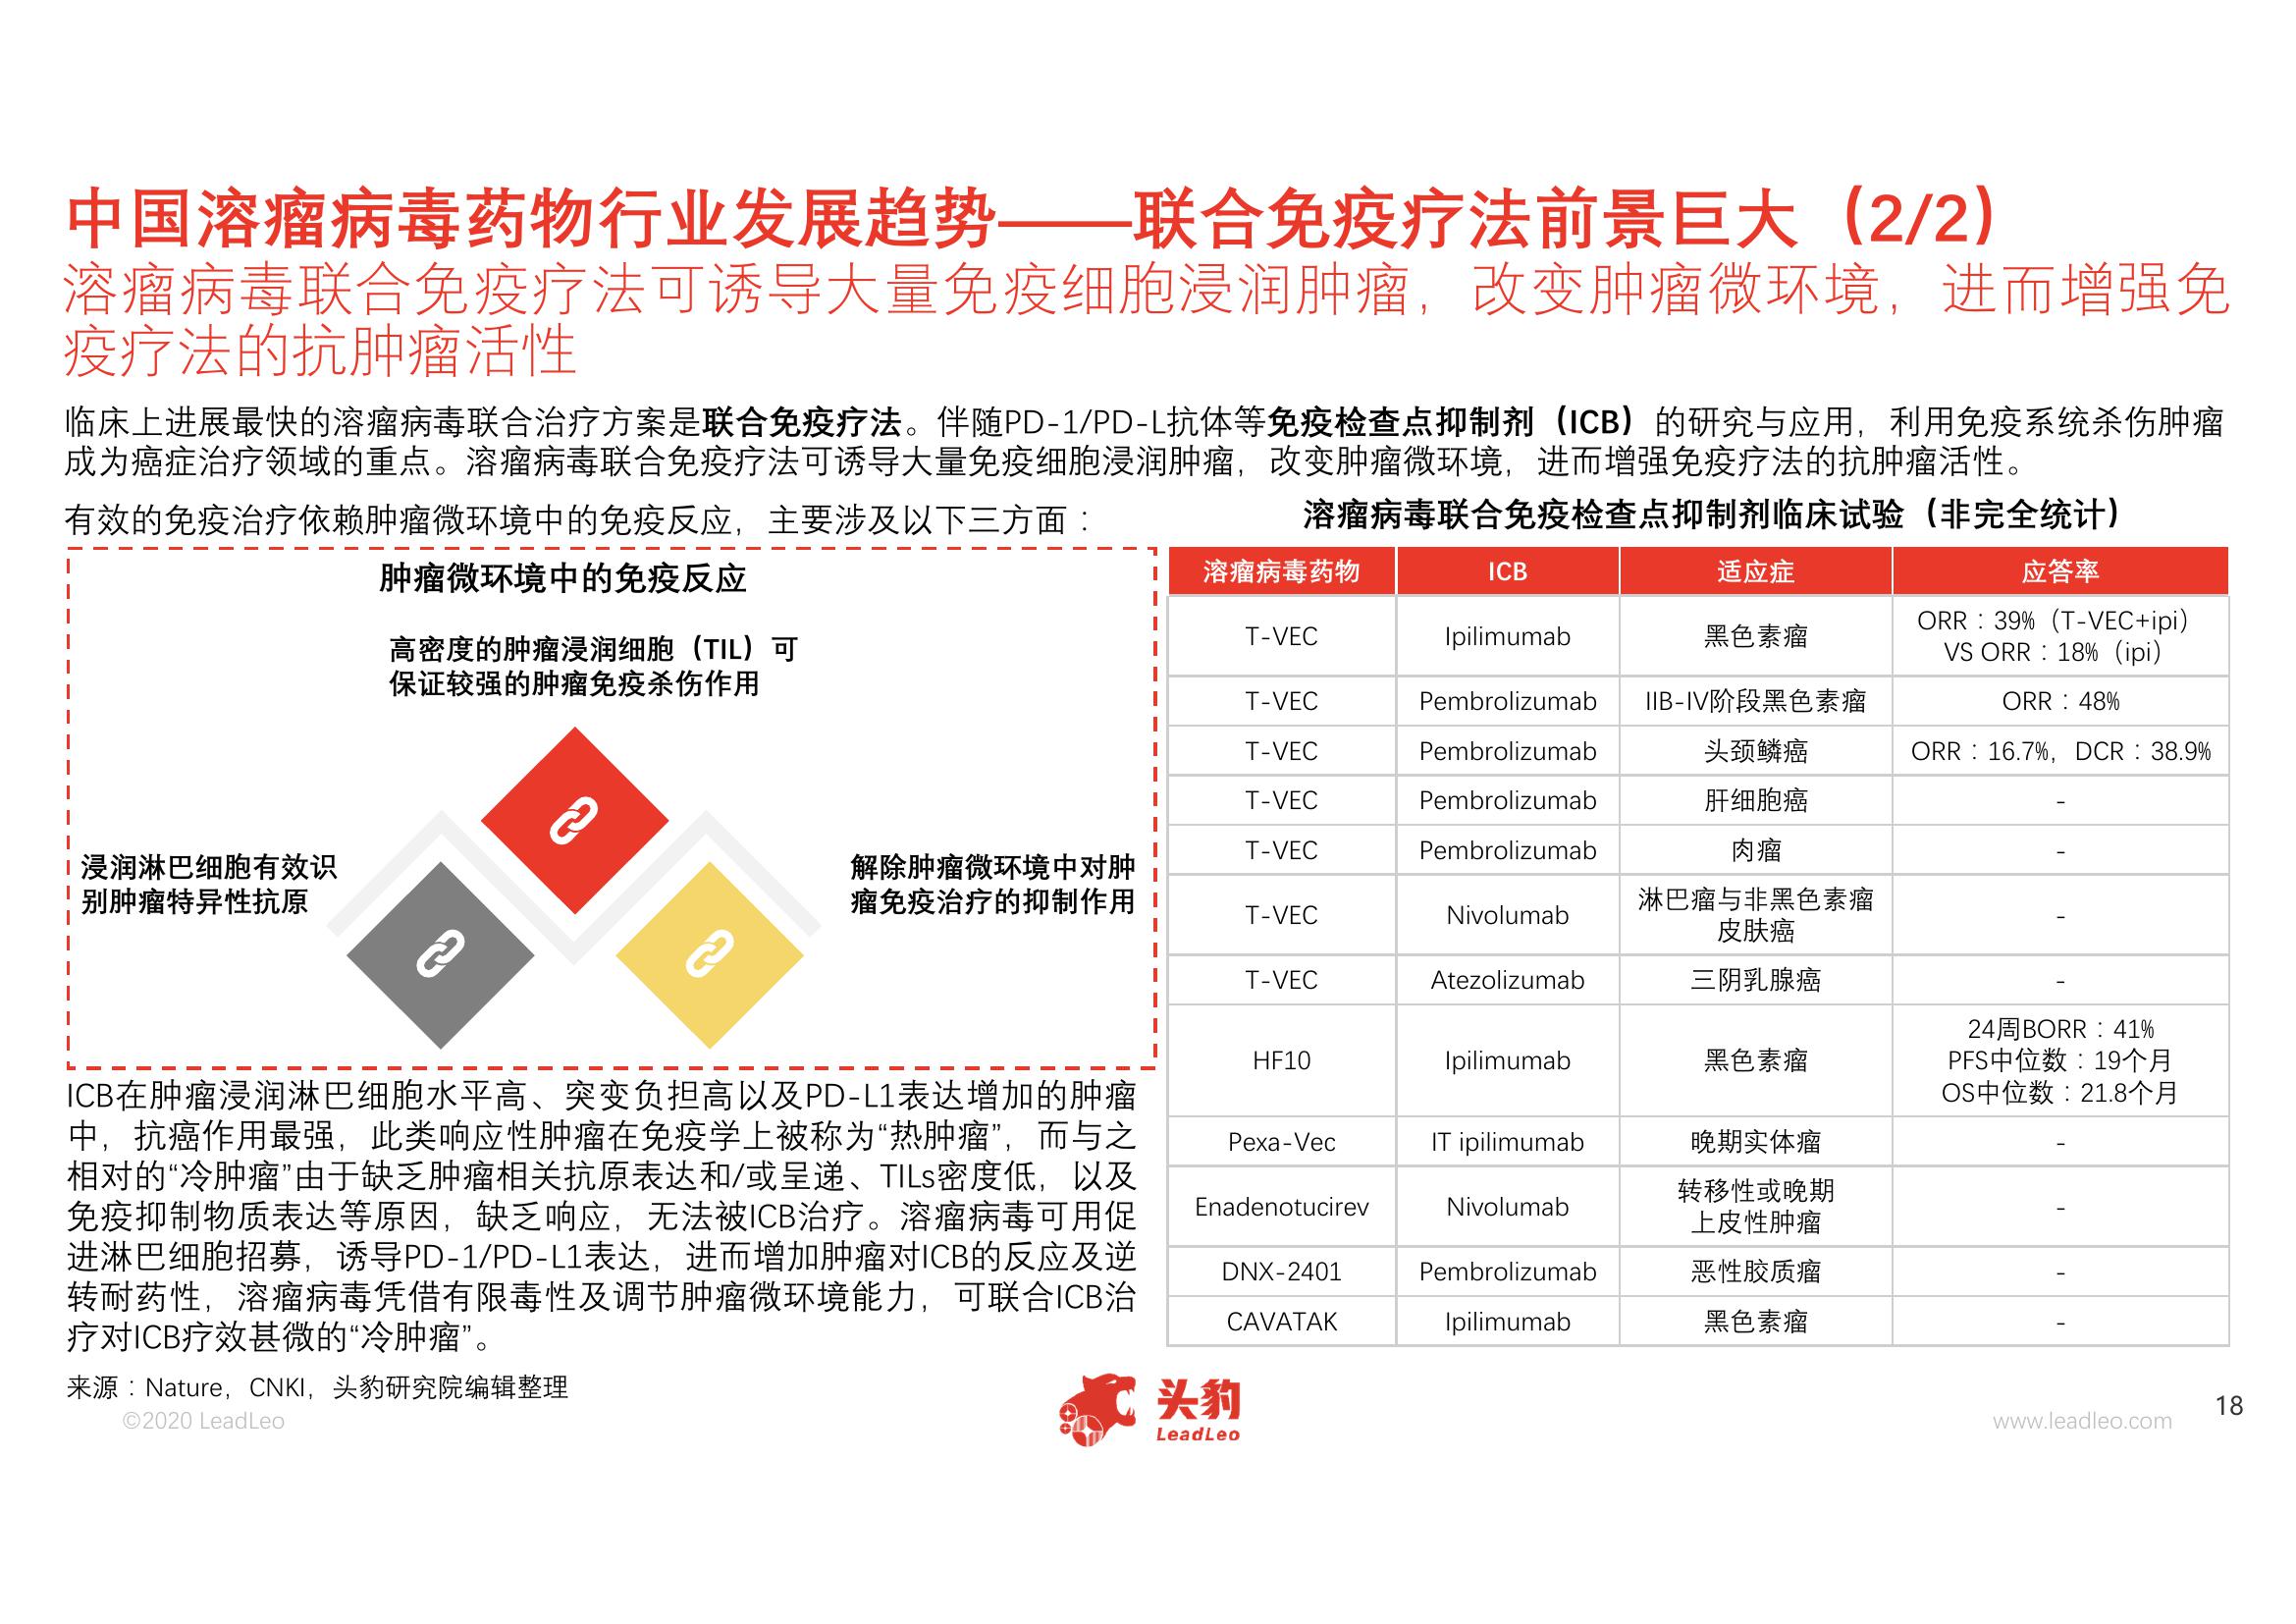 中国溶瘤病毒药物行业发展趋势——联合免疫疗法前景巨大（2/2）
溶瘤病毒联合免疫疗法可诱导大量免疫细胞浸润肿瘤，改变肿瘤微环境，进而增强免
疫疗法的抗肿瘤活性
临床上进展最快的溶瘤病毒联合治疗方案是联合免疫疗法。伴随PD-1/PD-L抗体等免疫检查点抑制剂（ICB）的研究与应用，利用免疫系统杀伤肿瘤
成为癌症治疗领域的重点。溶瘤病毒联合免疫疗法可诱导大量免疫细胞浸润肿瘤，改变肿瘤微环境，进而增强免疫疗法的抗肿瘤活性。
有效的免疫治疗依赖肿瘤微环境中的免疫反应，主要涉及以下三方面：
肿瘤微环境中的免疫反应
高密度的肿瘤浸润细胞（TIL）可
保证较强的肿瘤免疫杀伤作用
浸润淋巴细胞有效识
别肿瘤特异性抗原
解除肿瘤微环境中对肿
瘤免疫治疗的抑制作用
ICB在肿瘤浸润淋巴细胞水平高、突变负担高以及PD-L1表达增加的肿瘤
中，抗癌作用最强，此类响应性肿瘤在免疫学上被称为“热肿瘤”，而与之
相对的“冷肿瘤”由于缺乏肿瘤相关抗原表达和/或呈递、TILs密度低，以及
免疫抑制物质表达等原因，缺乏响应，无法被ICB治疗。溶瘤病毒可用促
进淋巴细胞招募，诱导PD-1/PD-L1表达，进而增加肿瘤对ICB的反应及逆
转耐药性，溶瘤病毒凭借有限毒性及调节肿瘤微环境能力，可联合ICB治
疗对ICB疗效甚微的“冷肿瘤”。
溶瘤病毒联合免疫检查点抑制剂临床试验（非完全统计）
溶瘤病毒药物 ICB 适应症 应答率
T-VEC Ipilimumab 黑色素瘤 ORR：39%（T-VEC+ipi）
VS ORR：18%（ipi）
T-VEC Pembrolizumab IIB-IV阶段黑色素瘤 ORR：48%
T-VEC Pembrolizumab 头颈鳞癌 ORR：16.7%，DCR：38.9%
T-VEC Pembrolizumab 肝细胞癌 -
T-VEC Pembrolizumab 肉瘤 -
T-VEC Nivolumab 淋巴瘤与非黑色素瘤
皮肤癌 -
T-VEC Atezolizumab 三阴乳腺癌 -
HF10 Ipilimumab 黑色素瘤 24周BORR：41%
PFS中位数：19个月
OS中位数：21.8个月
Pexa-Vec IT ipilimumab 晚期实体瘤 -
Enadenotucirev Nivolumab 转移性或晚期
上皮性肿瘤 -
DNX-2401 Pembrolizumab 恶性胶质瘤 -
CAVATAK Ipilimumab 黑色素瘤 -
来源：Nature，CNKI，头豹研究院编辑整理
©2020 LeadLeo
头豹
LeadLeo
www.leadleo.com
18